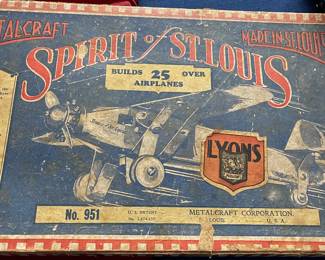 METALCRAFT
MADE IN ST. LOUIS
SPIRIT of ST. LOUIS
BUILDS 25 OVER
AIRPLANES
LYONS
No. 951
U. S. PATENT
METALCRAFT CORPORATION
ST. LOUIS U. S. A.